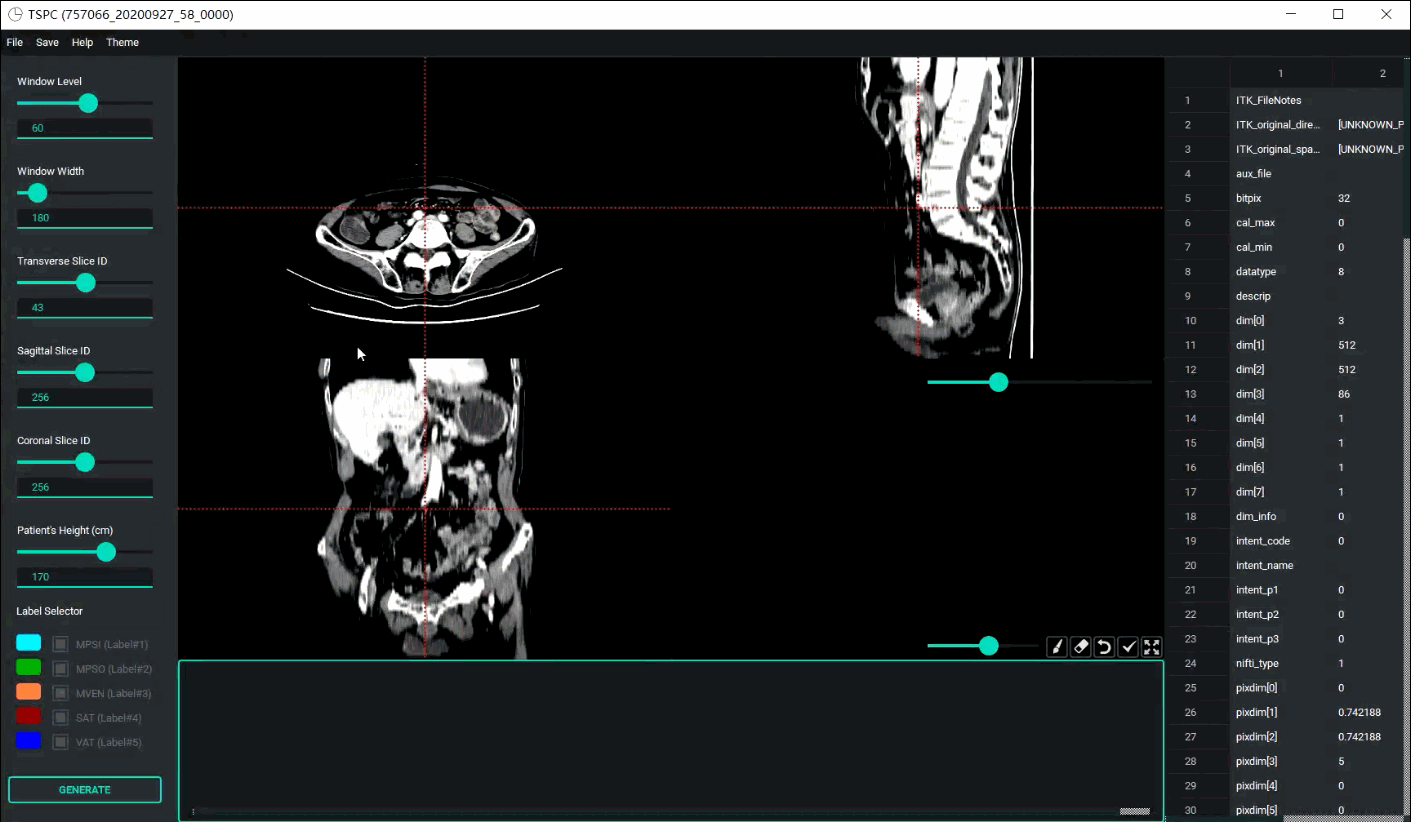 TSPC (757066_20200927_58_0000)
File Save Help Theme
Window Level
60
Window Width
180
Transverse Slice ID
43
Sagittal Slice ID
256
Coronal Slice ID
256
Patient's Height (cm)
170
Label Selector
MPSI (Label#1)
MPSO (Label#2)
MVEN (Label#3)
SAT (Label#4)
VAT (Label#5)
GENERATE
1 2
1 ITK_FileNotes
2 ITK_original_dire... [UNKNOWN_P
3 ITK_original_spa... [UNKNOWN_P
4 aux_file
5 bitpix 32
6 cal_max 0
7 cal_min 0
8 datatype 8
9 descrip
10 dim[0] 3
11 dim[1] 512
12 dim[2] 512
13 dim[3] 86
14 dim[4] 1
15 dim[5] 1
16 dim[6] 1
17 dim[7] 1
18 dim_info 0
19 intent_code 0
20 intent_name
21 intent_p1 0
22 intent_p2 0
23 intent_p3 0
24 nifti_type 1
25 pixdim[0] 0
26 pixdim[1] 0.742188
27 pixdim[2] 0.742188
28 pixdim[3] 5
29 pixdim[4] 0
30 pixdim[5] 0